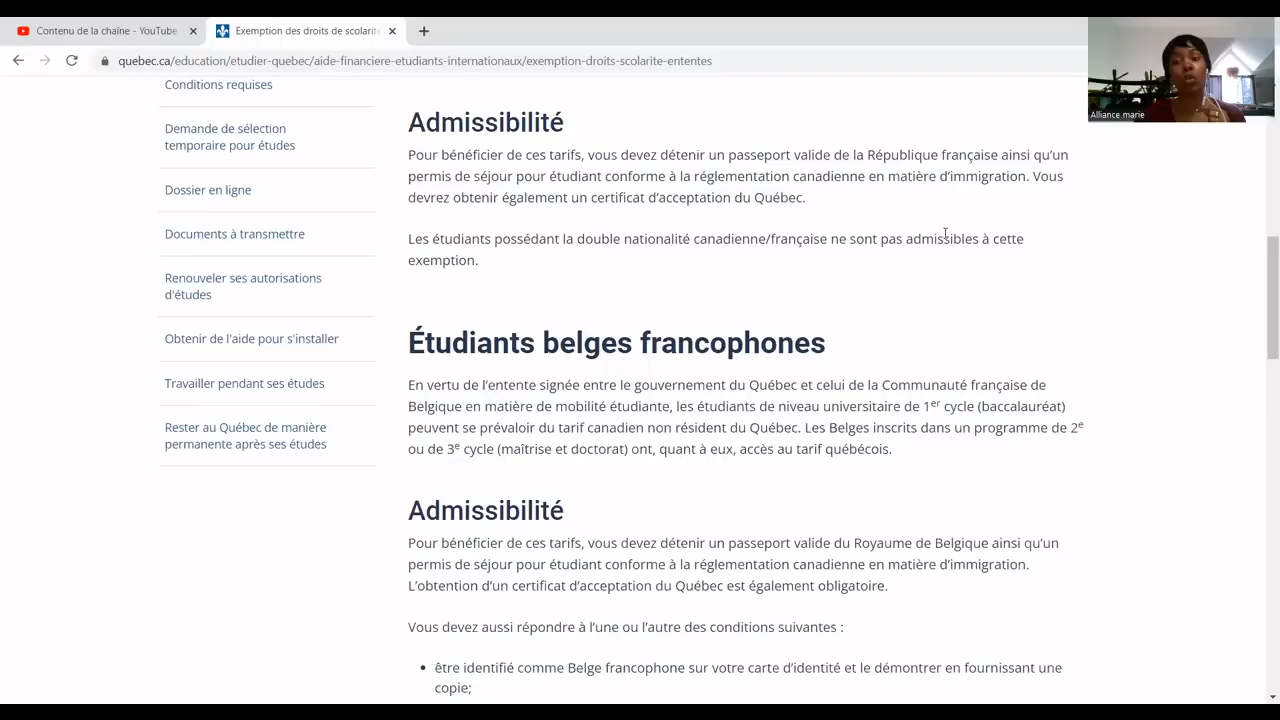 Contenu de la chaîne - YouTube
Exemption des droits de scolarité
quebec.ca/education/etudier-quebec/aide-financiere-etudiants-internationaux/exemption-droits-scolarite-ententes
Alliance marie
Conditions requises
Demande de sélection
temporaire pour études
Dossier en ligne
Documents à transmettre
Renouveler ses autorisations
d'études
Obtenir de l'aide pour s'installer
Travailler pendant ses études
Rester au Québec de manière
permanente après ses études
Admissibilité
Pour bénéficier de ces tarifs, vous devez détenir un passeport valide de la République française ainsi qu’un
permis de séjour pour étudiant conforme à la réglementation canadienne en matière d’immigration. Vous
devrez obtenir également un certificat d’acceptation du Québec.
Les étudiants possédant la double nationalité canadienne/française ne sont pas admissibles à cette
exemption.
Étudiants belges francophones
En vertu de l’entente signée entre le gouvernement du Québec et celui de la Communauté française de
Belgique en matière de mobilité étudiante, les étudiants de niveau universitaire de 1er cycle (baccalauréat)
peuvent se prévaloir du tarif canadien non résident du Québec. Les Belges inscrits dans un programme de 2e
ou de 3e cycle (maîtrise et doctorat) ont, quant à eux, accès au tarif québécois.
Admissibilité
Pour bénéficier de ces tarifs, vous devez détenir un passeport valide du Royaume de Belgique ainsi qu’un
permis de séjour pour étudiant conforme à la réglementation canadienne en matière d’immigration.
L’obtention d’un certificat d’acceptation du Québec est également obligatoire.
Vous devez aussi répondre à l’une ou l’autre des conditions suivantes :
• être identifié comme Belge francophone sur votre carte d’identité et le démontrer en fournissant une
copie;